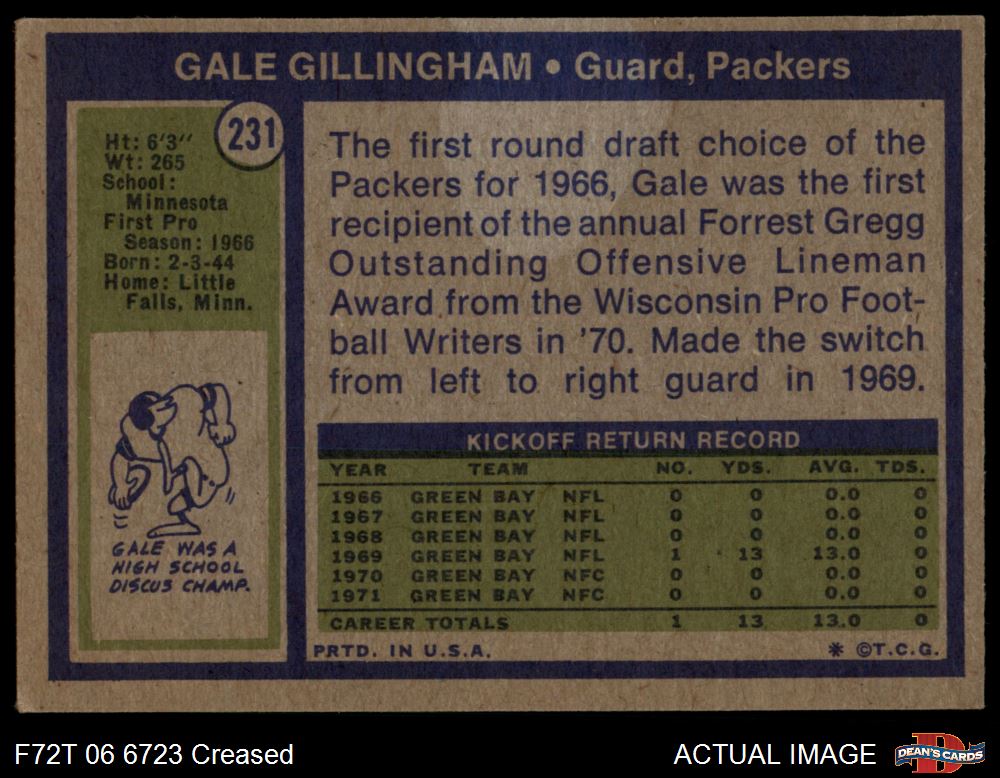 GALE GILLINGHAM • Guard, Packers
231
Ht: 6'3"
Wt: 265
School:
Minnesota
First Pro
Season: 1966
Born: 2-3-44
Home: Little
Falls, Minn.
GALE WAS A
HIGH SCHOOL
DISCUS CHAMP.
The first round draft choice of the
Packers for 1966, Gale was the first
recipient of the annual Forrest Gregg
Outstanding Offensive Lineman
Award from the Wisconsin Pro Foot-
ball Writers in '70. Made the switch
from left to right guard in 1969.
KICKOFF RETURN RECORD
YEAR TEAM NO. YDS. AVG. TDS.
1966 GREEN BAY NFL 0 0 0.0 0
1967 GREEN BAY NFL 0 0 0.0 0
1968 GREEN BAY NFL 0 0 0.0 0
1969 GREEN BAY NFL 1 13 13.0 0
1970 GREEN BAY NFC 0 0 0.0 0
1971 GREEN BAY NFC 0 0 0.0 0
CAREER TOTALS 1 13 13.0 0
PRTD. IN U.S.A. * ©T.C.G.
F72T 06 6723 Creased ACTUAL IMAGE
D
DEAN'S CARDS